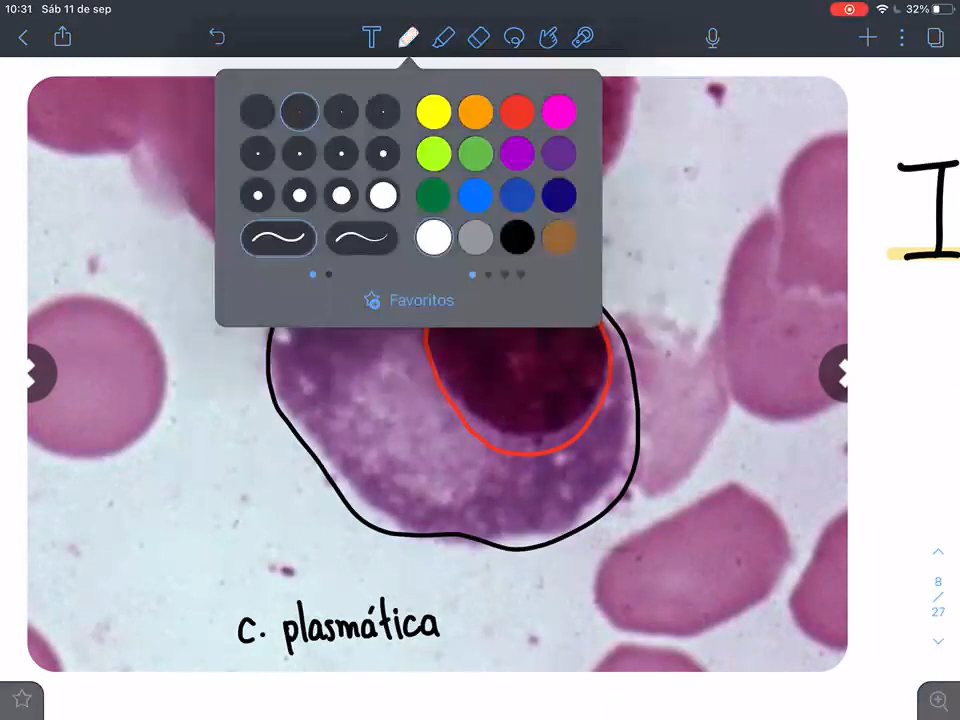 10:31 Sáb 11 de sep
32%
T
I
Favoritos
8
/
27
c. plasmática